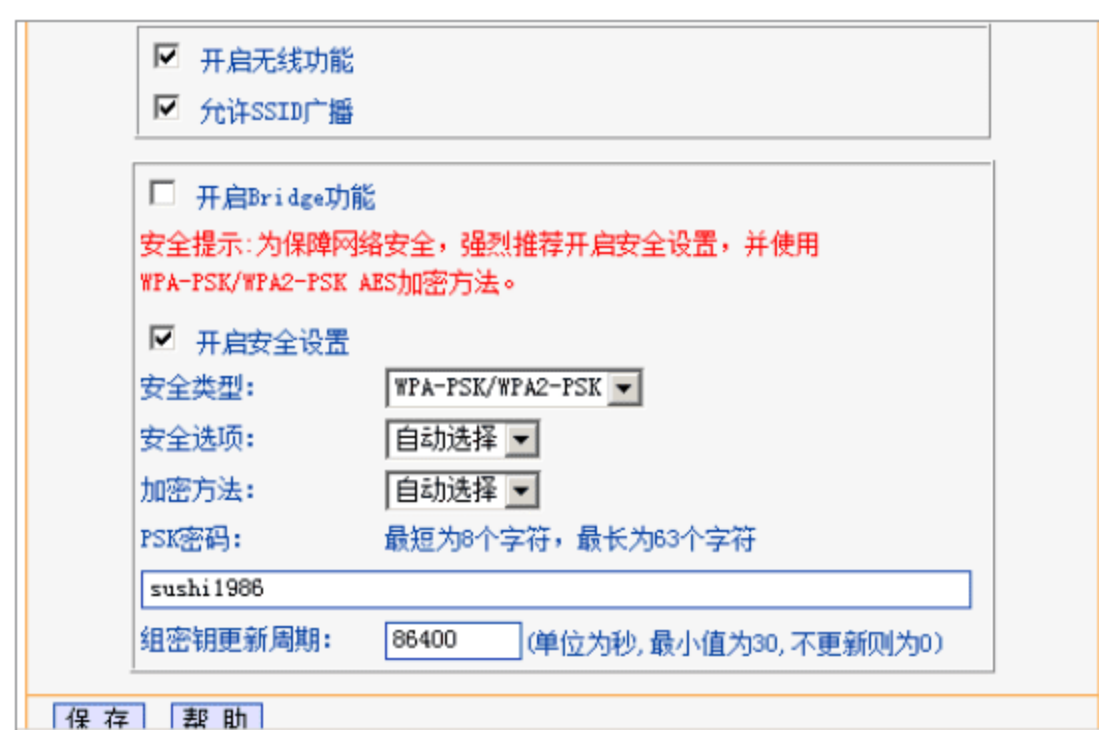 开启无线功能
允许SSID广播
开启Bridge功能
安全提示:为保障网络安全，强烈推荐开启安全设置，并使用
WPA-PSK/WPA2-PSK AES加密方法。
开启安全设置
安全类型: WPA-PSK/WPA2-PSK
安全选项: 自动选择
加密方法: 自动选择
PSK密码: 最短为8个字符，最长为63个字符
sushi1986
组密钥更新周期: 86400 (单位为秒,最小值为30,不更新则为0)
保 存 帮 助